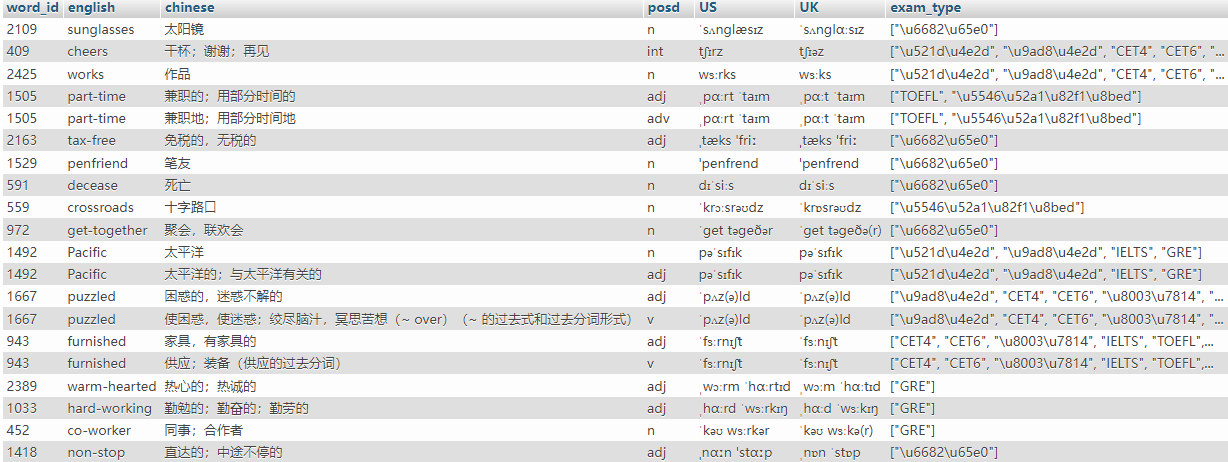 word_id english chinese posd US UK exam_type
2109 sunglasses 太阳镜 n ˈsʌnɡlæsɪz ˈsʌnɡlɑːsɪz ["\u6682\u65e0"]
409 cheers 干杯；谢谢；再见 int tʃɪrz tʃɪəz ["\u521d\u4e2d", "\u9ad8\u4e2d", "CET4", "CET6", "...
2425 works 作品 n wɜːrks wɜːks ["\u521d\u4e2d", "\u9ad8\u4e2d", "CET4", "CET6", "...
1505 part-time 兼职的；用部分时间的 adj ˌpɑːrt ˈtaɪm ˌpɑːt ˈtaɪm ["TOEFL", "\u5546\u52a1\u82f1\u8bed"]
1505 part-time 兼职地；用部分时间地 adv ˌpɑːrt ˈtaɪm ˌpɑːt ˈtaɪm ["TOEFL", "\u5546\u52a1\u82f1\u8bed"]
2163 tax-free 免税的，无税的 adj ˌtæks 'friː ˌtæks 'friː ["\u6682\u65e0"]
1529 penfriend 笔友 n 'penfrend 'penfrend ["\u6682\u65e0"]
591 decease 死亡 n dɪˈsiːs dɪˈsiːs ["\u6682\u65e0"]
559 crossroads 十字路口 n ˈkrɔːsrəʊdz ˈkrɒsrəʊdz ["\u5546\u52a1\u82f1\u8bed"]
972 get-together 聚会，联欢会 n ˈɡet təɡeðər ˈɡet təɡeðə(r) ["\u6682\u65e0"]
1492 Pacific 太平洋 n pəˈsɪfɪk pəˈsɪfɪk ["\u521d\u4e2d", "\u9ad8\u4e2d", "IELTS", "GRE"]
1492 Pacific 太平洋的；与太平洋有关的 adj pəˈsɪfɪk pəˈsɪfɪk ["\u521d\u4e2d", "\u9ad8\u4e2d", "IELTS", "GRE"]
1667 puzzled 困惑的，迷惑不解的 adj ˈpʌz(ə)ld ˈpʌz(ə)ld ["\u9ad8\u4e2d", "CET4", "CET6", "\u8003\u7814", "...
1667 puzzled 使困惑，使迷惑；绞尽脑汁，冥思苦想（~ over）（~ 的过去式和过去分词形式） v ˈpʌz(ə)ld ˈpʌz(ə)ld ["\u9ad8\u4e2d", "CET4", "CET6", "\u8003\u7814", "...
943 furnished 家具，有家具的 adj ˈfɜːrnɪʃt ˈfɜːnɪʃt ["CET4", "CET6", "\u8003\u7814", "IELTS", "TOEFL",...
943 furnished 供应；装备（供应的过去分词） v ˈfɜːrnɪʃt ˈfɜːnɪʃt ["CET4", "CET6", "\u8003\u7814", "IELTS", "TOEFL",...
2389 warm-hearted 热心的；热诚的 adj ˌwɔːrm ˈhɑːrtɪd ˌwɔːm ˈhɑːtɪd ["GRE"]
1033 hard-working 勤勉的；勤奋的；勤劳的 adj ˌhɑːrd ˈwɜːrkɪŋ ˌhɑːd ˈwɜːkɪŋ ["GRE"]
452 co-worker 同事；合作者 n ˈkəʊ wɜːrkər ˈkəʊ wɜːkə(r) ["GRE"]
1418 non-stop 直达的；中途不停的 adj ˌnɑːn 'stɑːp ˌnɒn 'stɒp ["\u6682\u65e0"]